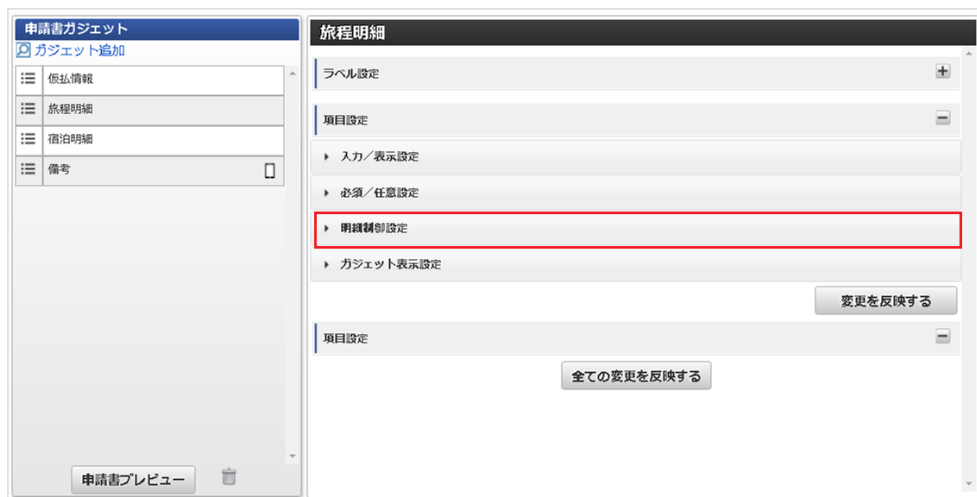 申請書ガジェット
ガジェット追加
仮払情報
旅程明細
宿泊明細
備考
申請書プレビュー
旅程明細
ラベル設定
項目設定
入力／表示設定
必須／任意設定
明細制御設定
ガジェット表示設定
変更を反映する
項目設定
全ての変更を反映する